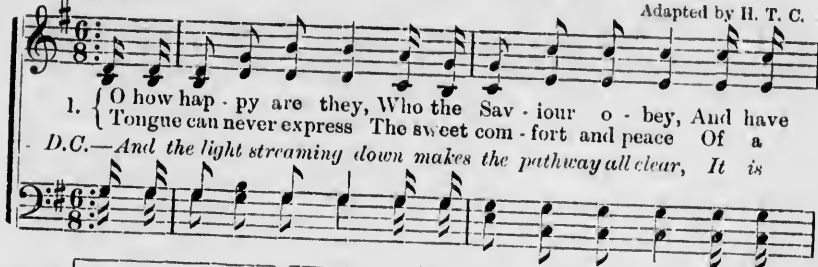 Adapted by H. T. C.
1. { O how hap - py are they, Who the Sav - iour o - bey, And have
Tongue can never express The sweet com - fort and peace Of a
D.C.—And the light streaming down makes the pathway all clear, It is